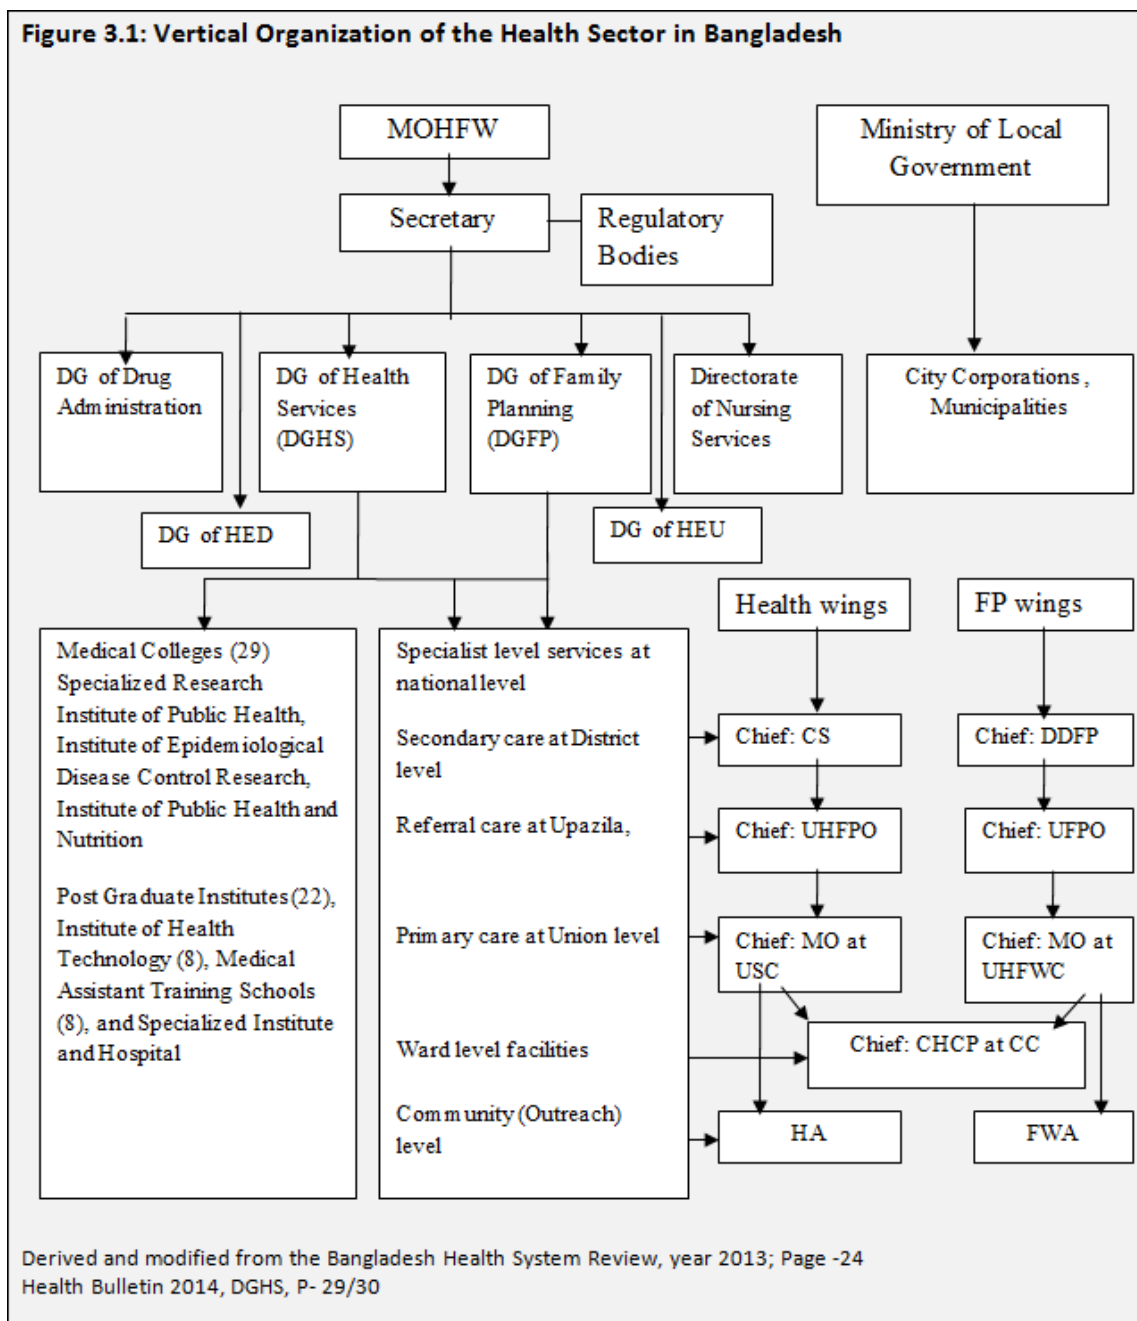 Figure 3.1: Vertical Organization of the Health Sector in Bangladesh
MOHFW
Ministry of Local
Government
Secretary
Regulatory
Bodies
DG of Drug
Administration
DG of Health
Services
(DGHS)
DG of Family
Planning
(DGFP)
Directorate
of Nursing
Services
City Corporations,
Municipalities
DG of HED
DG of HEU
Health wings
FP wings
Medical Colleges (29)
Specialized Research
Institute of Public Health,
Institute of Epidemiological
Disease Control Research,
Institute of Public Health and
Nutrition
Post Graduate Institutes (22),
Institute of Health
Technology (8), Medical
Assistant Training Schools
(8), and Specialized Institute
and Hospital
Specialist level services at
national level
Secondary care at District
level
Referral care at Upazila,
Primary care at Union level
Ward level facilities
Community (Outreach)
level
Chief: CS
Chief: DDFP
Chief: UHFPO
Chief: UFPO
Chief: MO at
USC
Chief: MO at
UHFWC
Chief: CHCP at CC
HA
FWA
Derived and modified from the Bangladesh Health System Review, year 2013; Page -24
Health Bulletin 2014, DGHS, P- 29/30